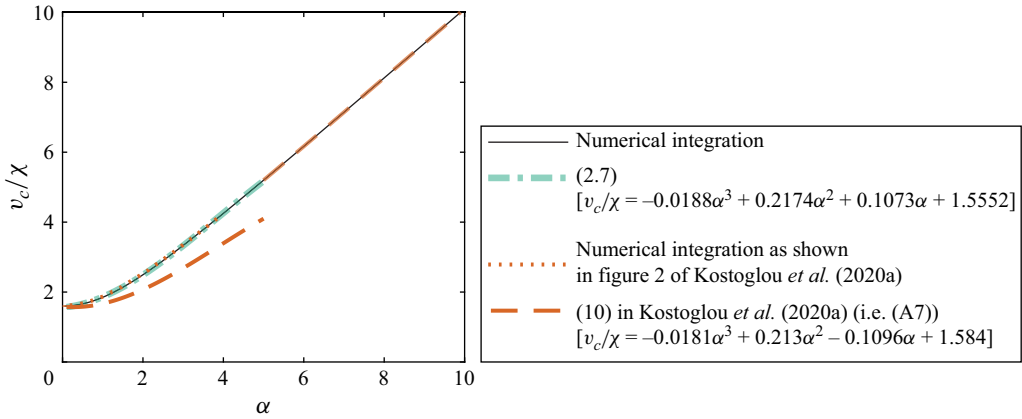 10
8
6
4
2
0
2
4
6
8
10
v_c/χ
α
Numerical integration
(2.7)
[v_c/χ = –0.0188α³ + 0.2174α² + 0.1073α + 1.5552]
Numerical integration as shown
in figure 2 of Kostoglou et al. (2020a)
(10) in Kostoglou et al. (2020a) (i.e. (A7))
[v_c/χ = –0.0181α³ + 0.213α² – 0.1096α + 1.584]